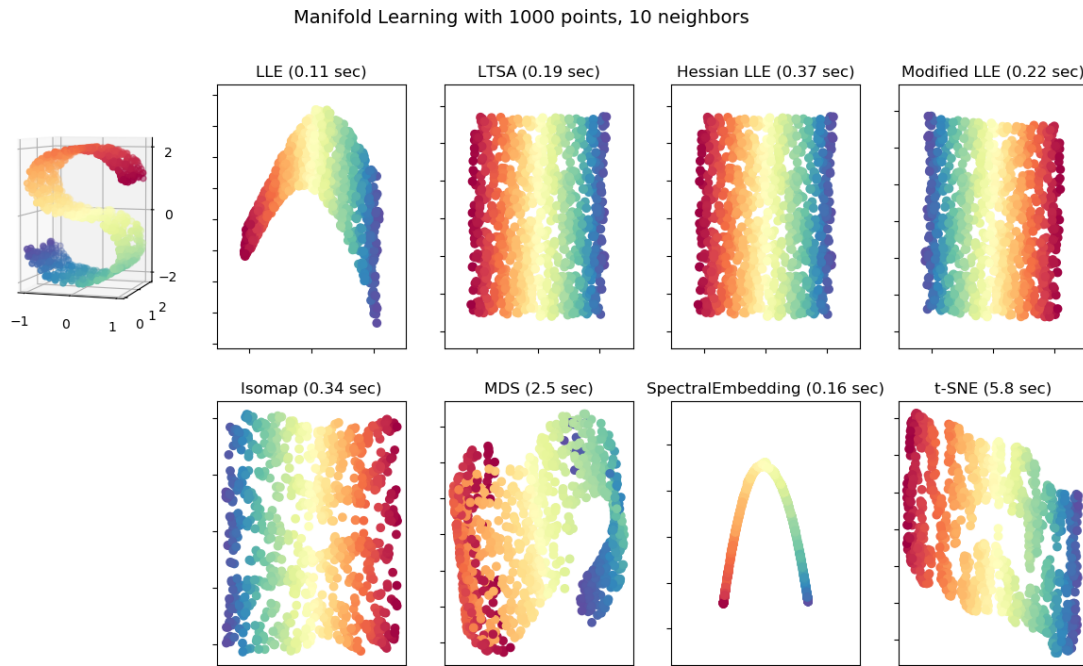 Manifold Learning with 1000 points, 10 neighbors
LLE (0.11 sec)
LTSA (0.19 sec)
Hessian LLE (0.37 sec)
Modified LLE (0.22 sec)
2
0
−2
−1
0
1
0
1
2
Isomap (0.34 sec)
MDS (2.5 sec)
SpectralEmbedding (0.16 sec)
t-SNE (5.8 sec)